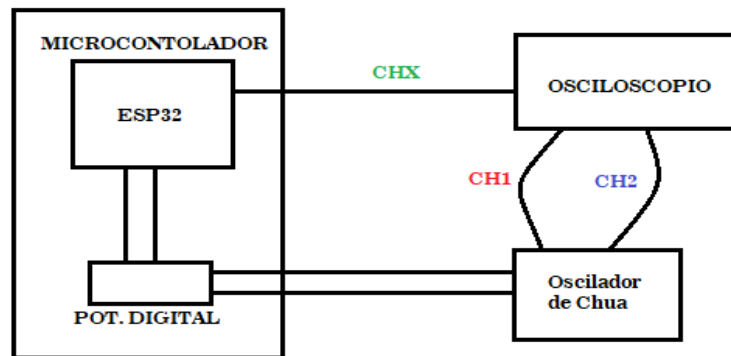 MICROCONTOLADOR
ESP32
CHX
OSCILOSCOPIO
CH1
CH2
POT. DIGITAL
Oscilador
de Chua